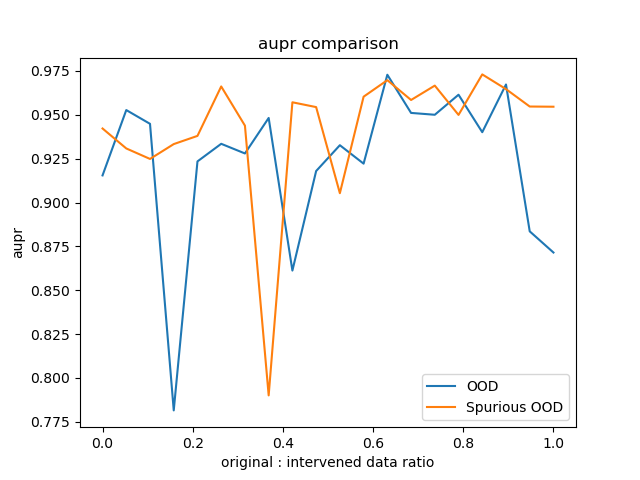 aupr comparison
0.975
0.950
0.925
0.900
0.875
0.850
0.825
0.800
0.775
aupr
OOD
Spurious OOD
0.0 0.2 0.4 0.6 0.8 1.0
original : intervened data ratio